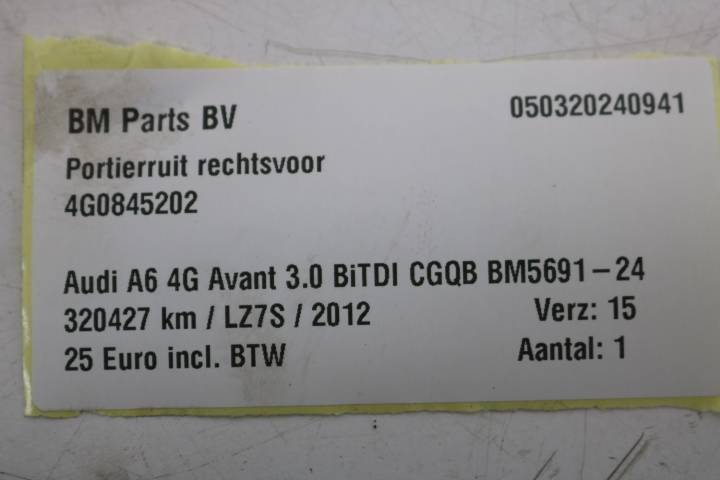 BM Parts BV 050320240941
Portierruit rechtsvoor
4G0845202
Audi A6 4G Avant 3.0 BiTDI CGQB BM5691-24
320427 km / LZ7S / 2012 Verz: 15
25 Euro incl. BTW Aantal: 1